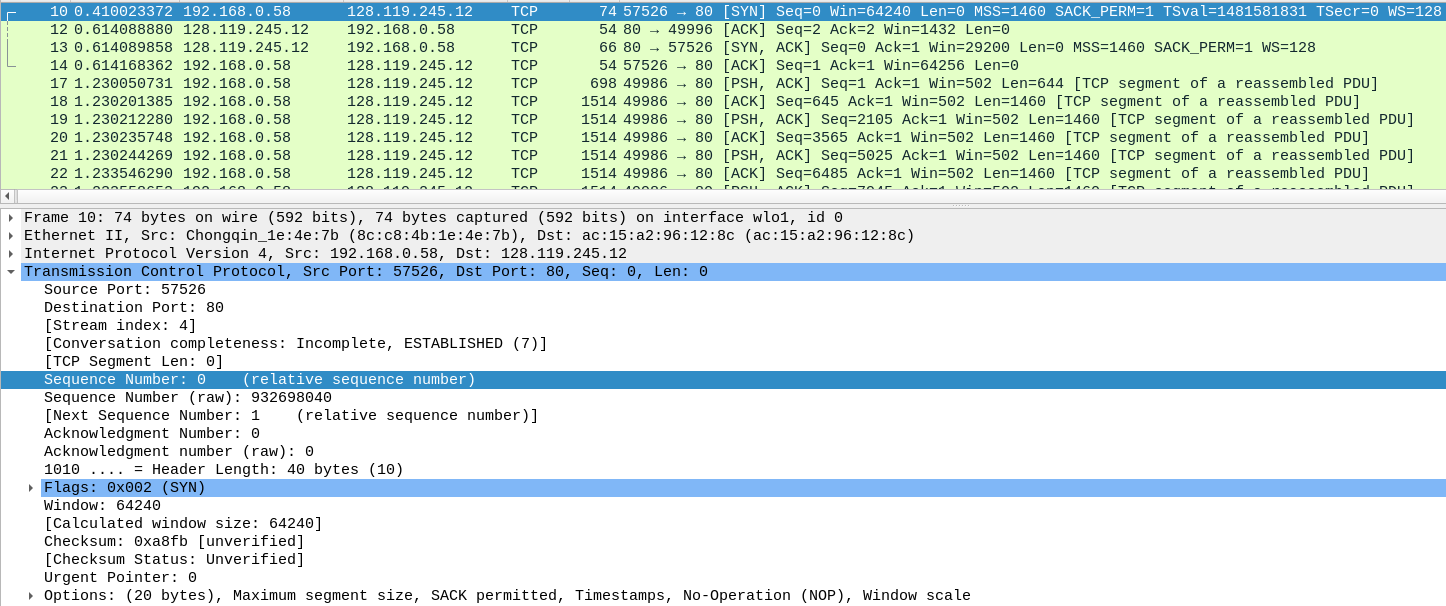 10 0.410023372 192.168.0.58 128.119.245.12 TCP 74 57526 → 80 [SYN] Seq=0 Win=64240 Len=0 MSS=1460 SACK_PERM=1 TSval=1481581831 TSecr=0 WS=128
12 0.614088880 128.119.245.12 192.168.0.58 TCP 54 80 → 49996 [ACK] Seq=2 Ack=2 Win=1432 Len=0
13 0.614089858 128.119.245.12 192.168.0.58 TCP 66 80 → 57526 [SYN, ACK] Seq=0 Ack=1 Win=29200 Len=0 MSS=1460 SACK_PERM=1 WS=128
14 0.614168362 192.168.0.58 128.119.245.12 TCP 54 57526 → 80 [ACK] Seq=1 Ack=1 Win=64256 Len=0
17 1.230050731 192.168.0.58 128.119.245.12 TCP 698 49986 → 80 [PSH, ACK] Seq=1 Ack=1 Win=502 Len=644 [TCP segment of a reassembled PDU]
18 1.230201385 192.168.0.58 128.119.245.12 TCP 1514 49986 → 80 [ACK] Seq=645 Ack=1 Win=502 Len=1460 [TCP segment of a reassembled PDU]
19 1.230212280 192.168.0.58 128.119.245.12 TCP 1514 49986 → 80 [PSH, ACK] Seq=2105 Ack=1 Win=502 Len=1460 [TCP segment of a reassembled PDU]
20 1.230235748 192.168.0.58 128.119.245.12 TCP 1514 49986 → 80 [ACK] Seq=3565 Ack=1 Win=502 Len=1460 [TCP segment of a reassembled PDU]
21 1.230244269 192.168.0.58 128.119.245.12 TCP 1514 49986 → 80 [PSH, ACK] Seq=5025 Ack=1 Win=502 Len=1460 [TCP segment of a reassembled PDU]
22 1.233546290 192.168.0.58 128.119.245.12 TCP 1514 49986 → 80 [ACK] Seq=6485 Ack=1 Win=502 Len=1460 [TCP segment of a reassembled PDU]
Frame 10: 74 bytes on wire (592 bits), 74 bytes captured (592 bits) on interface wlo1, id 0
Ethernet II, Src: Chongqin_1e:4e:7b (8c:c8:4b:1e:4e:7b), Dst: ac:15:a2:96:12:8c (ac:15:a2:96:12:8c)
Internet Protocol Version 4, Src: 192.168.0.58, Dst: 128.119.245.12
Transmission Control Protocol, Src Port: 57526, Dst Port: 80, Seq: 0, Len: 0
Source Port: 57526
Destination Port: 80
[Stream index: 4]
[Conversation completeness: Incomplete, ESTABLISHED (7)]
[TCP Segment Len: 0]
Sequence Number: 0 (relative sequence number)
Sequence Number (raw): 932698040
[Next Sequence Number: 1 (relative sequence number)]
Acknowledgment Number: 0
Acknowledgment number (raw): 0
1010 .... = Header Length: 40 bytes (10)
Flags: 0x002 (SYN)
Window: 64240
[Calculated window size: 64240]
Checksum: 0xa8fb [unverified]
[Checksum Status: Unverified]
Urgent Pointer: 0
Options: (20 bytes), Maximum segment size, SACK permitted, Timestamps, No-Operation (NOP), Window scale